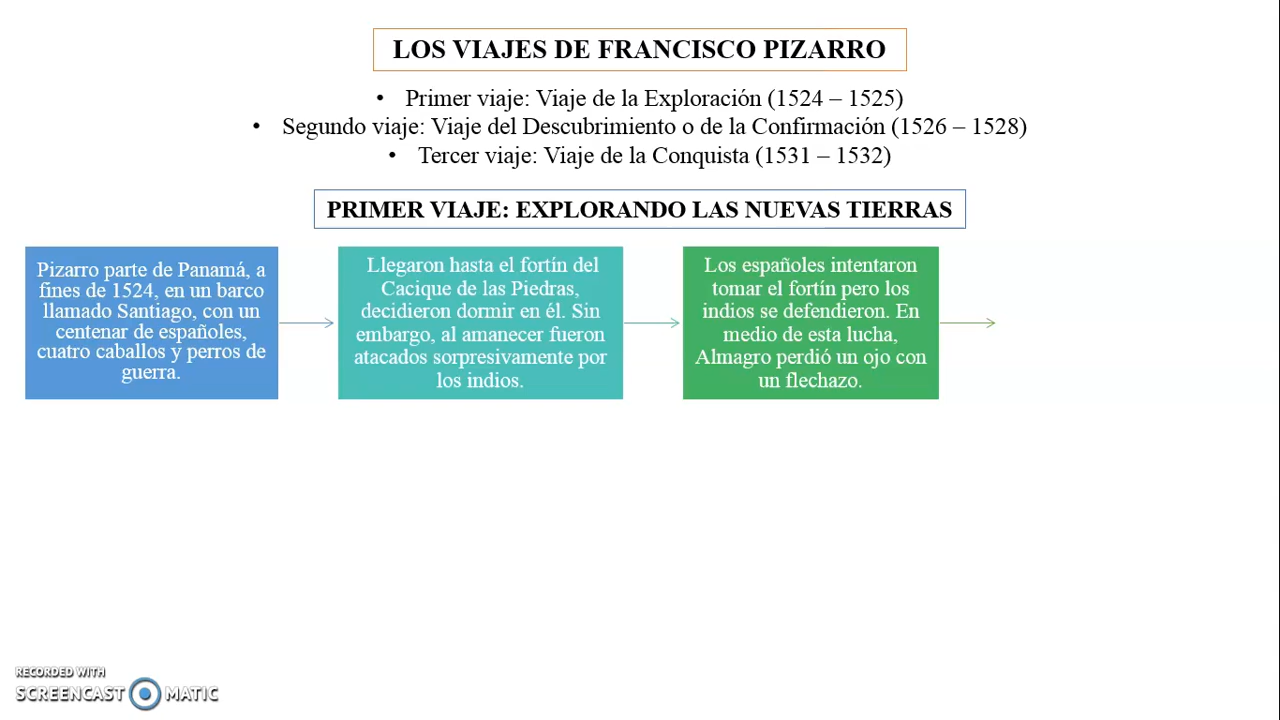 LOS VIAJES DE FRANCISCO PIZARRO
• Primer viaje: Viaje de la Exploración (1524 – 1525)
• Segundo viaje: Viaje del Descubrimiento o de la Confirmación (1526 – 1528)
• Tercer viaje: Viaje de la Conquista (1531 – 1532)
PRIMER VIAJE: EXPLORANDO LAS NUEVAS TIERRAS
Pizarro parte de Panamá, a
fines de 1524, en un barco
llamado Santiago, con un
centenar de españoles,
cuatro caballos y perros de
guerra.
Llegaron hasta el fortín del
Cacique de las Piedras,
decidieron dormir en él. Sin
embargo, al amanecer fueron
atacados sorpresivamente por
los indios.
Los españoles intentaron
tomar el fortín pero los
indios se defendieron. En
medio de esta lucha,
Almagro perdió un ojo con
un flechazo.
RECORDED WITH
SCREENCAST MATIC